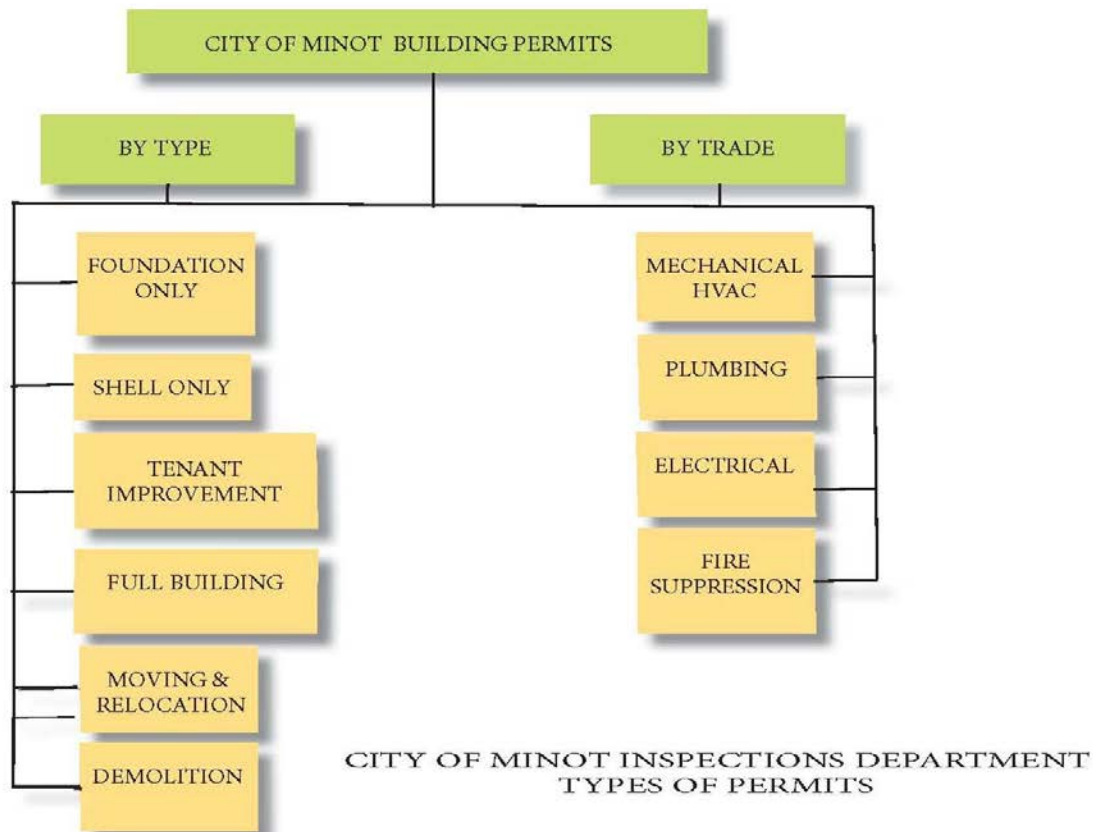 CITY OF MINOT BUILDING PERMITS
BY TYPE
BY TRADE
FOUNDATION
ONLY
SHELL ONLY
TENANT
IMPROVEMENT
FULL BUILDING
MOVING &
RELOCATION
DEMOLITION
MECHANICAL
HVAC
PLUMBING
ELECTRICAL
FIRE
SUPPRESSION
CITY OF MINOT INSPECTIONS DEPARTMENT
TYPES OF PERMITS